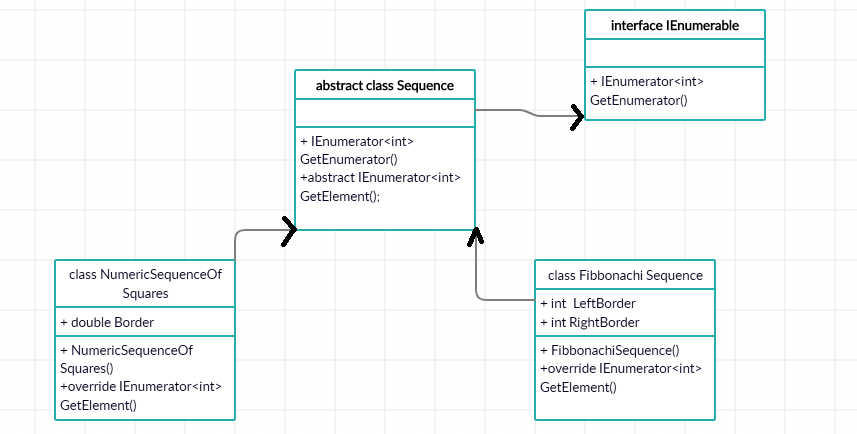 interface IEnumerable
+ IEnumerator<int>
GetEnumerator()
abstract class Sequence
+ IEnumerator<int>
GetEnumerator()
+abstract IEnumerator<int>
GetElement();
class NumericSequenceOf
Squares
+ double Border
+ NumericSequenceOf
Squares()
+override IEnumerator<int>
GetElement()
class Fibbonachi Sequence
+ int  LeftBorder
+ int RightBorder
+ FibbonachiSequence()
+override IEnumerator<int>
GetElement()